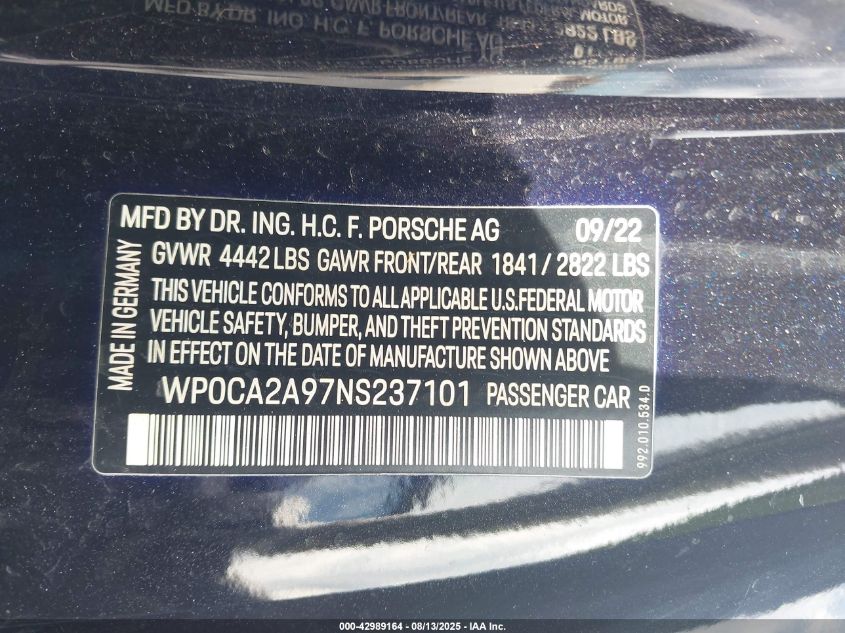 MFD BY DR. ING. H.C. F. PORSCHE AG 09/22
GVWR 4442 LBS GAWR FRONT/REAR 1841 / 2822 LBS
THIS VEHICLE CONFORMS TO ALL APPLICABLE U.S.FEDERAL MOTOR
VEHICLE SAFETY, BUMPER, AND THEFT PREVENTION STANDARDS
IN EFFECT ON THE DATE OF MANUFACTURE SHOWN ABOVE
WP0CA2A97NS237101 PASSENGER CAR
MADE IN GERMANY
992.010.534.0
000-42989164 - 08/13/2025 - IAA Inc.